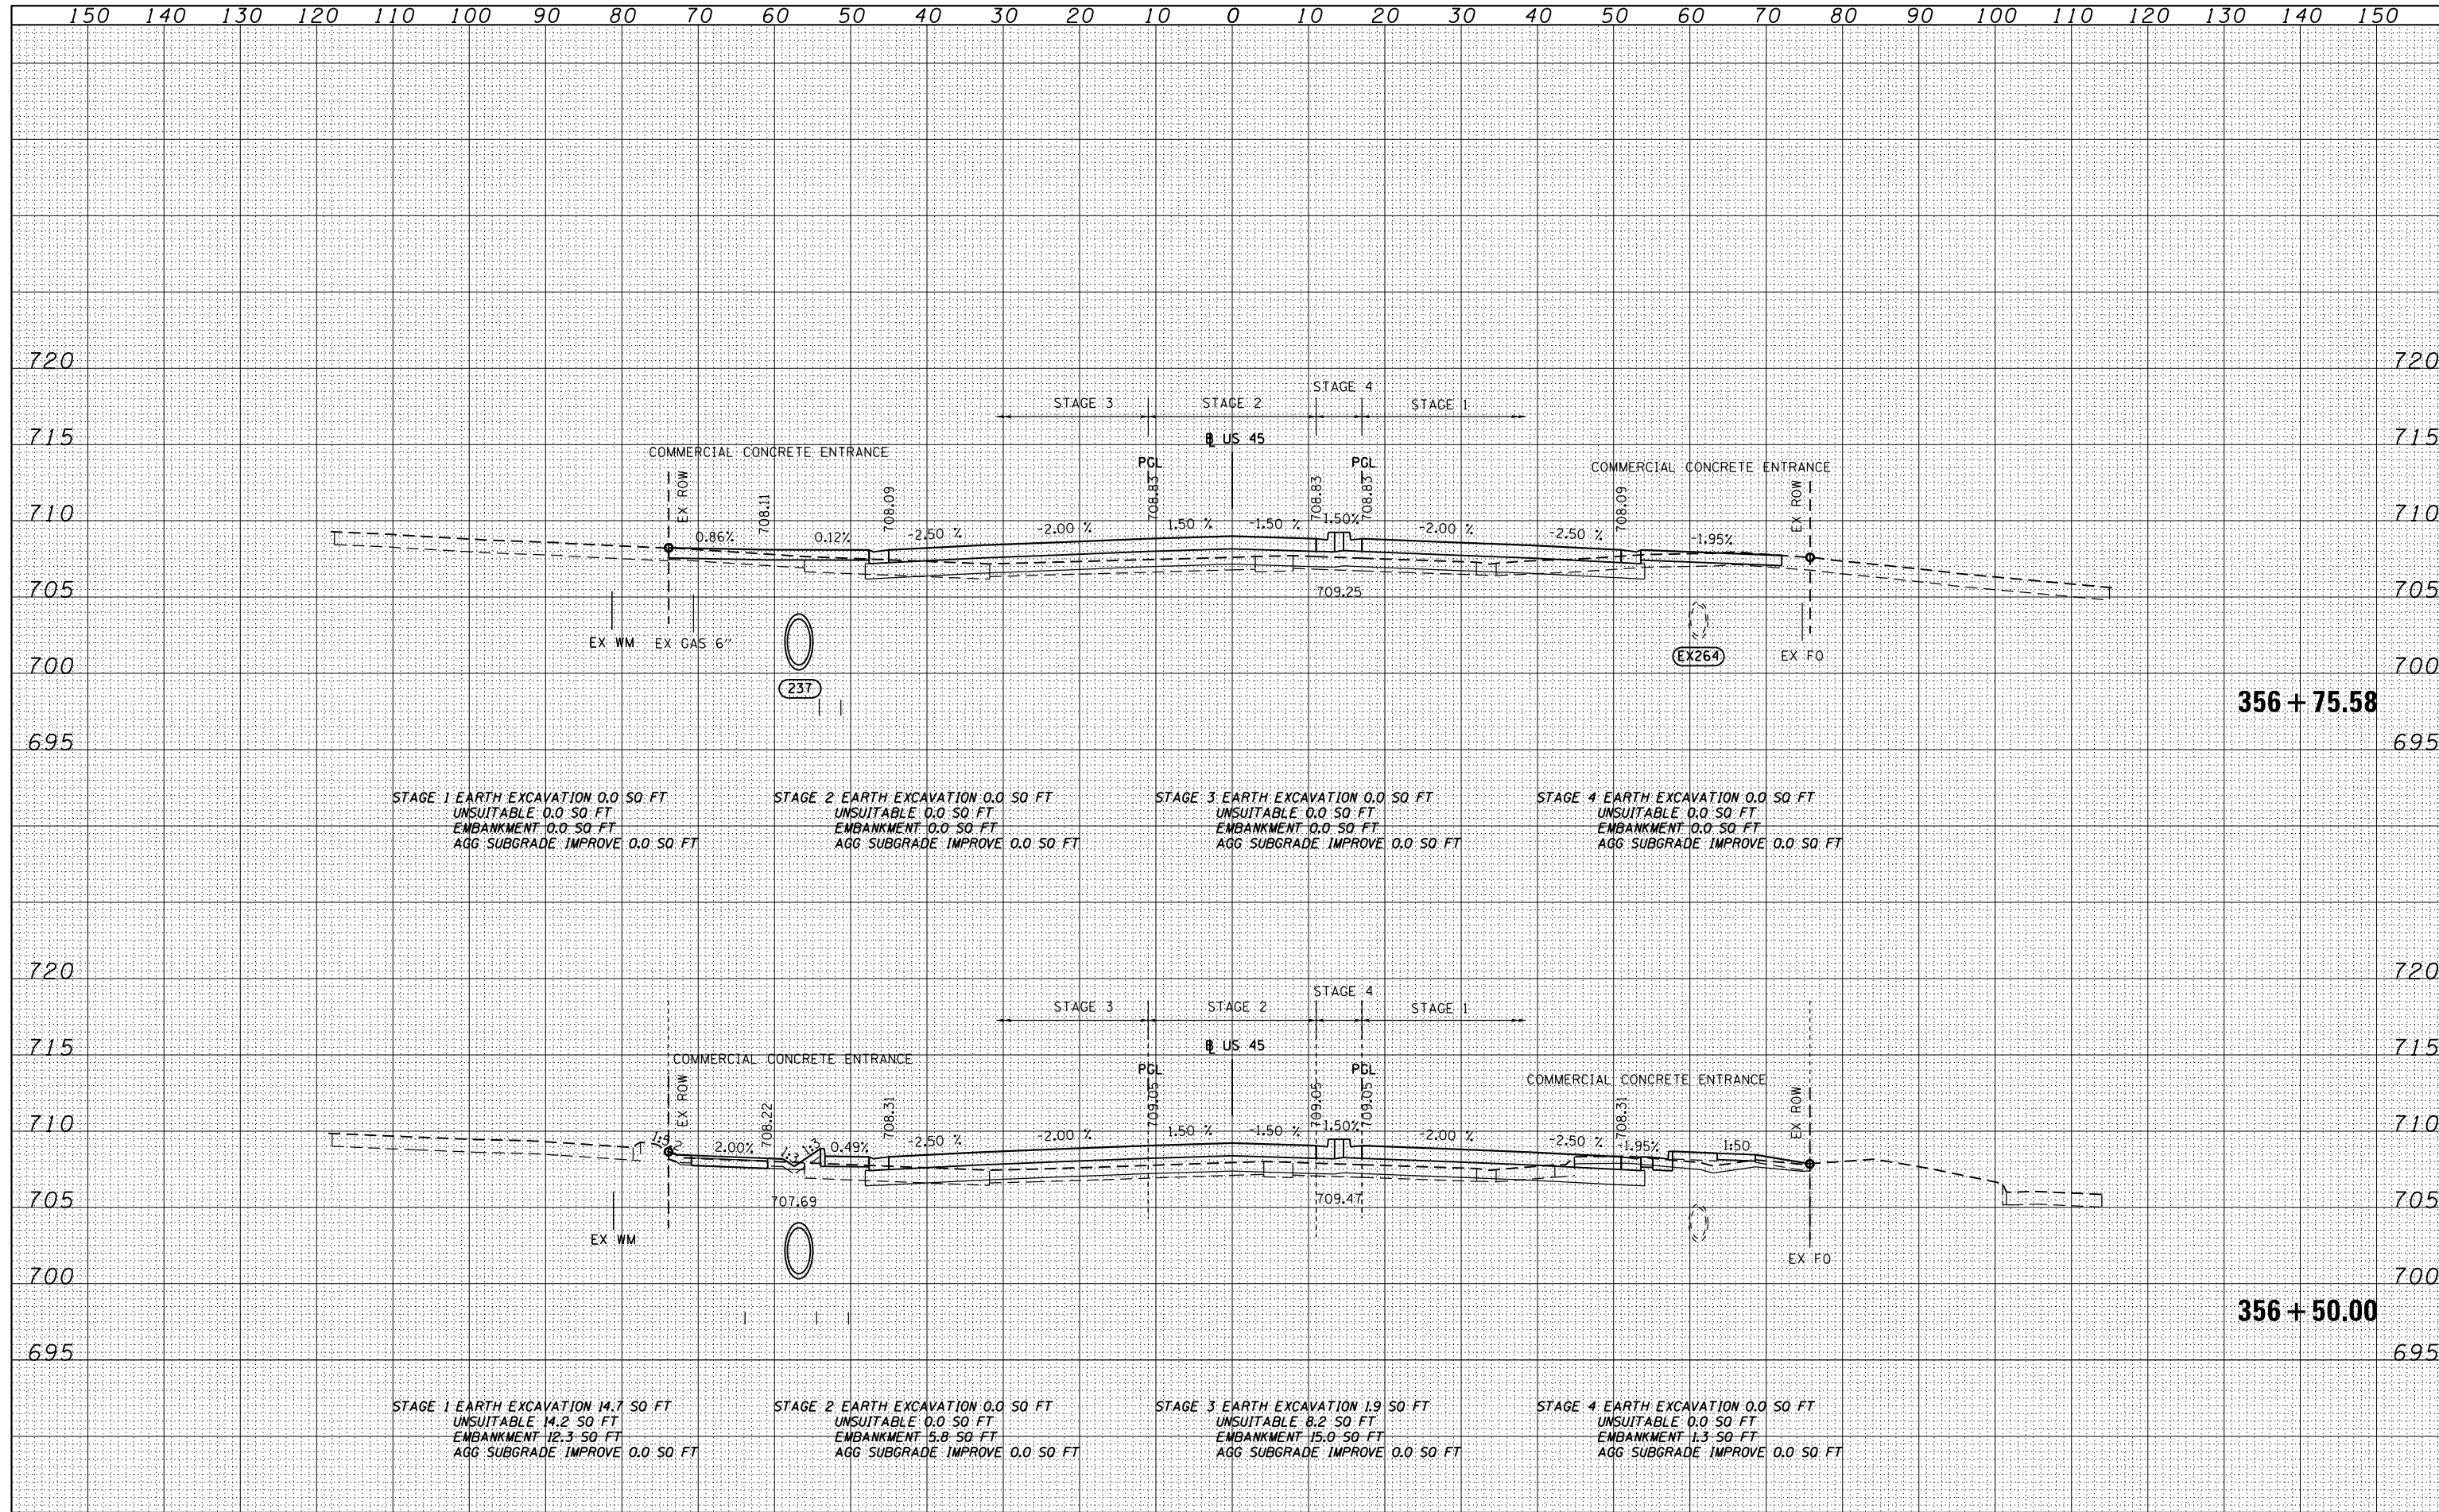 150 140 130 120 110 100 90 80 70 60 50 40 30 20 10 0 10 20 30 40 50 60 70 80 90 100 110 120 130 140 150
720 720
STAGE 4
STAGE 3 STAGE 2 STAGE 1
715 715
℄ US 45
COMMERCIAL CONCRETE ENTRANCE
PGL PGL
COMMERCIAL CONCRETE ENTRANCE
EX ROW 708.11 708.09 708.83 708.83 708.83 708.09 EX ROW
710 710
0.86% 0.12% -2.50 % -2.00 % 1.50 % -1.50 % 1.50% -2.00 % -2.50 % -1.95%
705 705
709.25
EX WM EX GAS 6" EX264 EX FO
700 700
237
356 + 75.58
695 695
STAGE 1 EARTH EXCAVATION 0.0 SQ FT STAGE 2 EARTH EXCAVATION 0.0 SQ FT STAGE 3 EARTH EXCAVATION 0.0 SQ FT STAGE 4 EARTH EXCAVATION 0.0 SQ FT
UNSUITABLE 0.0 SQ FT UNSUITABLE 0.0 SQ FT UNSUITABLE 0.0 SQ FT UNSUITABLE 0.0 SQ FT
EMBANKMENT 0.0 SQ FT EMBANKMENT 0.0 SQ FT EMBANKMENT 0.0 SQ FT EMBANKMENT 0.0 SQ FT
AGG SUBGRADE IMPROVE 0.0 SQ FT AGG SUBGRADE IMPROVE 0.0 SQ FT AGG SUBGRADE IMPROVE 0.0 SQ FT AGG SUBGRADE IMPROVE 0.0 SQ FT
720 720
STAGE 4
STAGE 3 STAGE 2 STAGE 1
715 715
℄ US 45
COMMERCIAL CONCRETE ENTRANCE
PGL PGL
COMMERCIAL CONCRETE ENTRANCE
EX ROW 708.22 708.31 709.05 709.05 709.05 708.31 EX ROW
710 710
2.00% 1:3 1:3 0.49% -2.50 % -2.00 % 1.50 % -1.50 % 1.50% -2.00 % -2.50 % -1.95% 1:50
705 705
707.69 709.47
EX WM EX FO
700 700
356 + 50.00
695 695
STAGE 1 EARTH EXCAVATION 14.7 SQ FT STAGE 2 EARTH EXCAVATION 0.0 SQ FT STAGE 3 EARTH EXCAVATION 1.9 SQ FT STAGE 4 EARTH EXCAVATION 0.0 SQ FT
UNSUITABLE 14.2 SQ FT UNSUITABLE 0.0 SQ FT UNSUITABLE 8.2 SQ FT UNSUITABLE 0.0 SQ FT
EMBANKMENT 12.3 SQ FT EMBANKMENT 5.8 SQ FT EMBANKMENT 15.0 SQ FT EMBANKMENT 1.3 SQ FT
AGG SUBGRADE IMPROVE 0.0 SQ FT AGG SUBGRADE IMPROVE 0.0 SQ FT AGG SUBGRADE IMPROVE 0.0 SQ FT AGG SUBGRADE IMPROVE 0.0 SQ FT